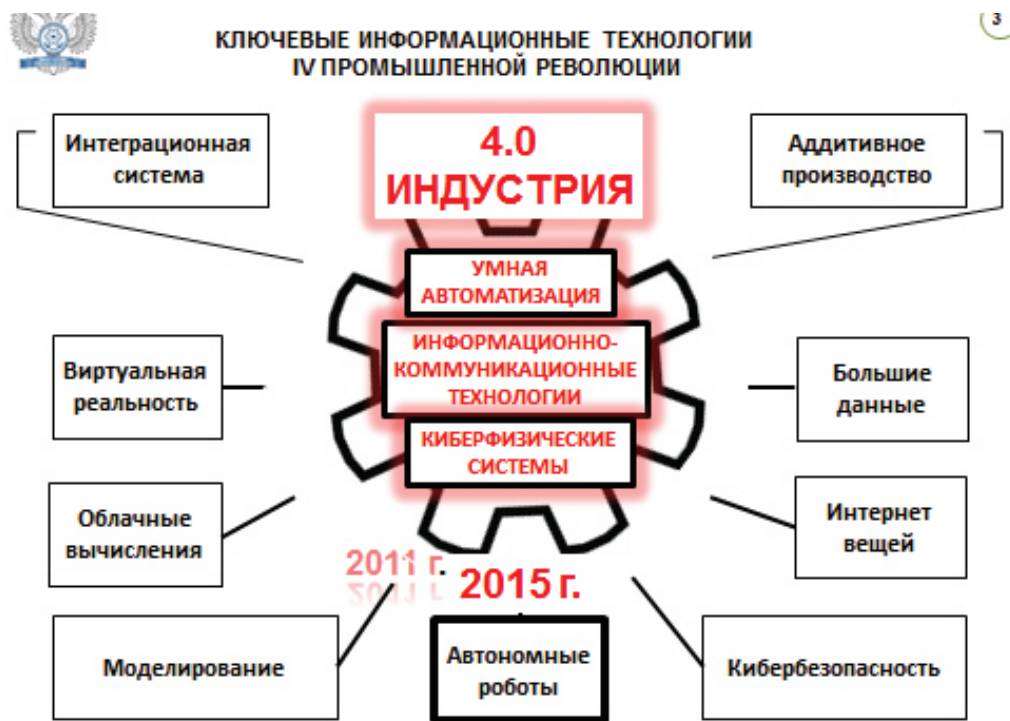 3
КЛЮЧЕВЫЕ ИНФОРМАЦИОННЫЕ ТЕХНОЛОГИИ
IV ПРОМЫШЛЕННОЙ РЕВОЛЮЦИИ
Интеграционная
система
4.0
ИНДУСТРИЯ
Аддитивное
производство
УМНАЯ
АВТОМАТИЗАЦИЯ
ИНФОРМАЦИОННО-
КОММУНИКАЦИОННЫЕ
ТЕХНОЛОГИИ
КИБЕРФИЗИЧЕСКИЕ
СИСТЕМЫ
Виртуальная
реальность
Большие
данные
Облачные
вычисления
Интернет
вещей
2011 г.
2015 г.
Моделирование
Автономные
роботы
Кибербезопасность